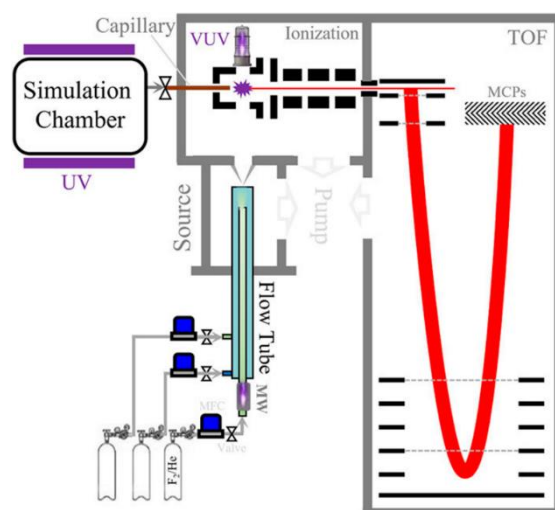 Capillary
VUV
Ionization
TOF
Simulation
Chamber
MCPs
UV
Source
Pump
Flow Tube
MW
MFC
Valve
F2/He